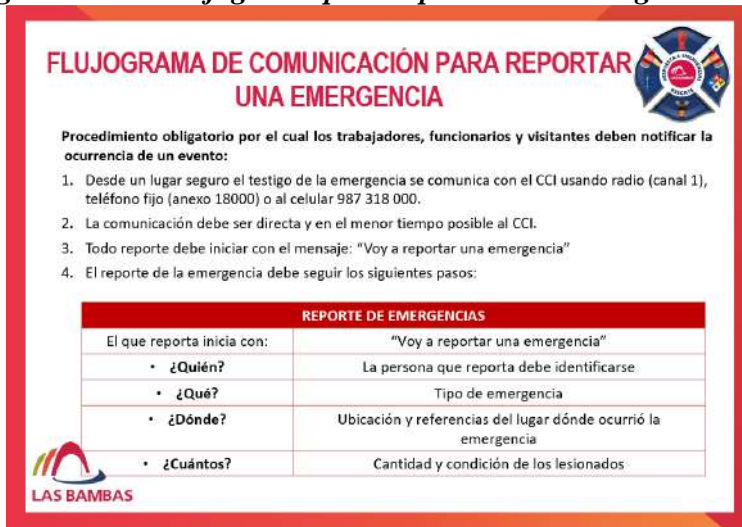 FLUJOGRAMA DE COMUNICACIÓN PARA REPORTAR
UNA EMERGENCIA
Procedimiento obligatorio por el cual los trabajadores, funcionarios y visitantes deben notificar la
ocurrencia de un evento:
1. Desde un lugar seguro el testigo de la emergencia se comunica con el CCI usando radio (canal 1),
teléfono fijo (anexo 18000) o al celular 987 318 000.
2. La comunicación debe ser directa y en el menor tiempo posible al CCI.
3. Todo reporte debe iniciar con el mensaje: “Voy a reportar una emergencia”
4. El reporte de la emergencia debe seguir los siguientes pasos:
REPORTE DE EMERGENCIAS
El que reporta inicia con: “Voy a reportar una emergencia”
• ¿Quién? La persona que reporta debe identificarse
• ¿Qué? Tipo de emergencia
• ¿Dónde? Ubicación y referencias del lugar dónde ocurrió la
emergencia
• ¿Cuántos? Cantidad y condición de los lesionados
LAS BAMBAS